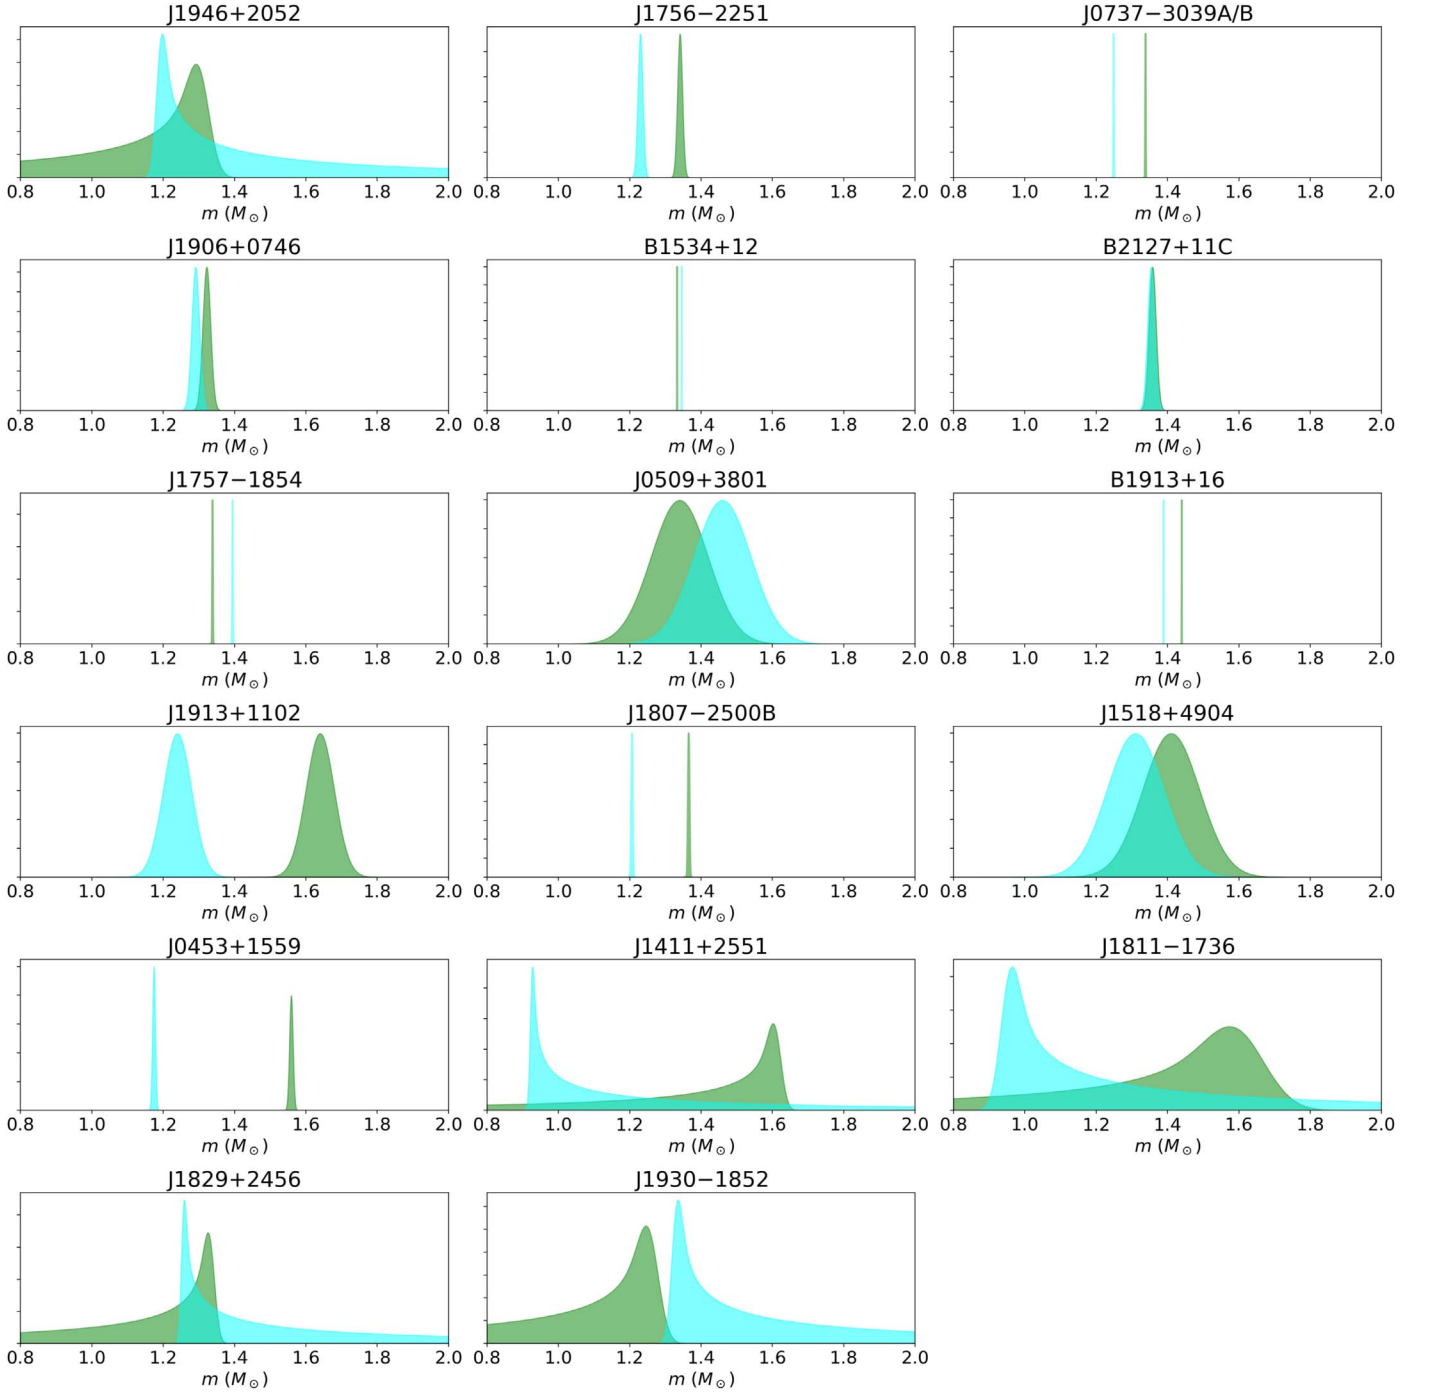 J1946+2052
J1756−2251
J0737−3039A/B
0.8 1.0 1.2 1.4 1.6 1.8 2.0
0.8 1.0 1.2 1.4 1.6 1.8 2.0
0.8 1.0 1.2 1.4 1.6 1.8 2.0
m (M⊙)
m (M⊙)
m (M⊙)
J1906+0746
B1534+12
B2127+11C
0.8 1.0 1.2 1.4 1.6 1.8 2.0
0.8 1.0 1.2 1.4 1.6 1.8 2.0
0.8 1.0 1.2 1.4 1.6 1.8 2.0
m (M⊙)
m (M⊙)
m (M⊙)
J1757−1854
J0509+3801
B1913+16
0.8 1.0 1.2 1.4 1.6 1.8 2.0
0.8 1.0 1.2 1.4 1.6 1.8 2.0
0.8 1.0 1.2 1.4 1.6 1.8 2.0
m (M⊙)
m (M⊙)
m (M⊙)
J1913+1102
J1807−2500B
J1518+4904
0.8 1.0 1.2 1.4 1.6 1.8 2.0
0.8 1.0 1.2 1.4 1.6 1.8 2.0
0.8 1.0 1.2 1.4 1.6 1.8 2.0
m (M⊙)
m (M⊙)
m (M⊙)
J0453+1559
J1411+2551
J1811−1736
0.8 1.0 1.2 1.4 1.6 1.8 2.0
0.8 1.0 1.2 1.4 1.6 1.8 2.0
0.8 1.0 1.2 1.4 1.6 1.8 2.0
m (M⊙)
m (M⊙)
m (M⊙)
J1829+2456
J1930−1852
0.8 1.0 1.2 1.4 1.6 1.8 2.0
0.8 1.0 1.2 1.4 1.6 1.8 2.0
m (M⊙)
m (M⊙)